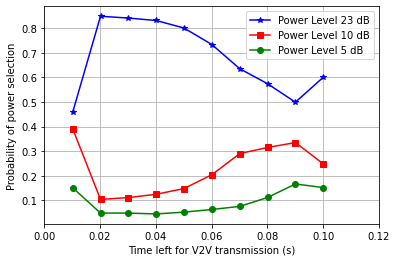 Power Level 23 dB
Power Level 10 dB
Power Level 5 dB
Probability of power selection
0.8
0.7
0.6
0.5
0.4
0.3
0.2
0.1
0.00 0.02 0.04 0.06 0.08 0.10 0.12
Time left for V2V transmission (s)